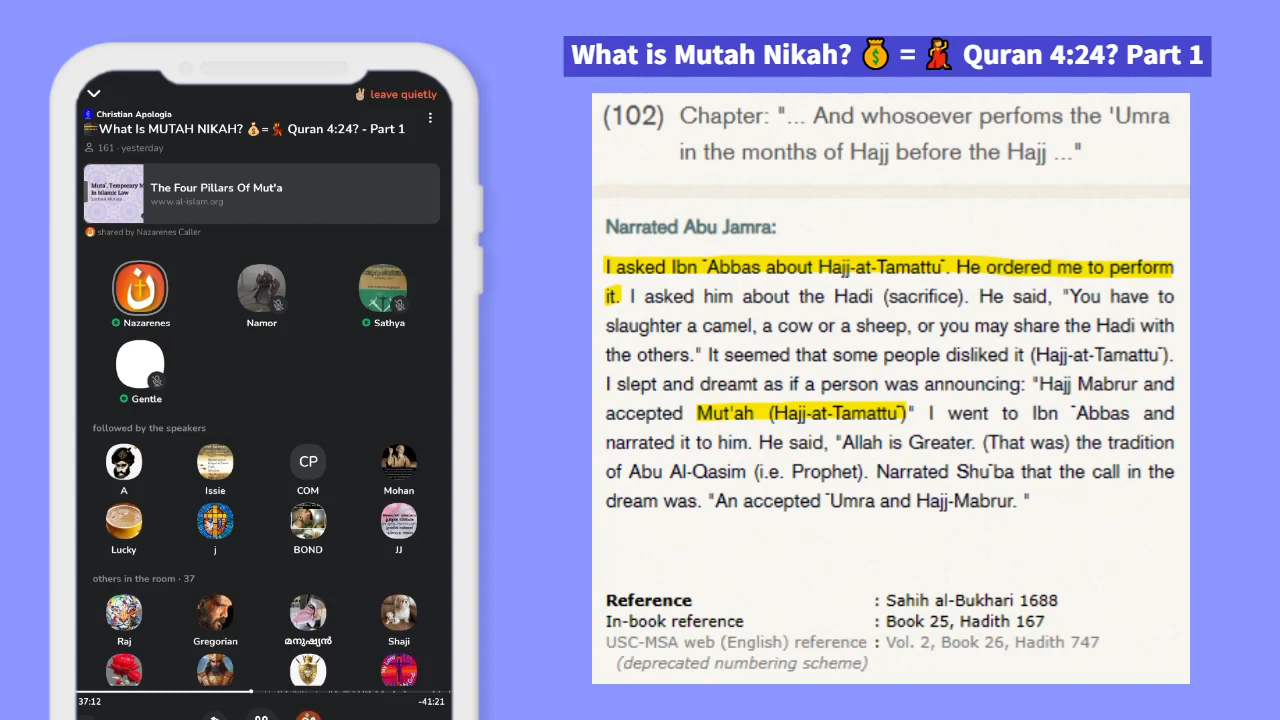 What is Mutah Nikah? 💰 = 💃 Quran 4:24? Part 1
leave quietly
Christian Apologia
What Is MUTAH NIKAH? 💰=💃 Quran 4:24? - Part 1
161 · yesterday
The Four Pillars Of Mut'a
www.al-islam.org
shared by Nazarenes Caller
ن
Nazarenes
Namor
Sathya
Gentle
followed by the speakers
CP
A
Issie
COM
Mohan
Lucky
j
BOND
JJ
others in the room · 37
Raj
Gregorian
മനുഷ്യൻ
Shaji
37:12
-41:21
(102) Chapter: "... And whosoever perfoms the 'Umra
in the months of Hajj before the Hajj ..."
Narrated Abu Jamra:
I asked Ibn ¯Abbas about Hajj-at-Tamattu¯. He ordered me to perform
it. I asked him about the Hadi (sacrifice). He said, "You have to
slaughter a camel, a cow or a sheep, or you may share the Hadi with
the others." It seemed that some people disliked it (Hajj-at-Tamattu¯).
I slept and dreamt as if a person was announcing: "Hajj Mabrur and
accepted Mut'ah (Hajj-at-Tamattu¯)" I went to Ibn ¯Abbas and
narrated it to him. He said, "Allah is Greater. (That was) the tradition
of Abu Al-Qasim (i.e. Prophet). Narrated Shu¯ba that the call in the
dream was. "An accepted ¯Umra and Hajj-Mabrur. "
Reference : Sahih al-Bukhari 1688
In-book reference : Book 25, Hadith 167
USC-MSA web (English) reference : Vol. 2, Book 26, Hadith 747
(deprecated numbering scheme)